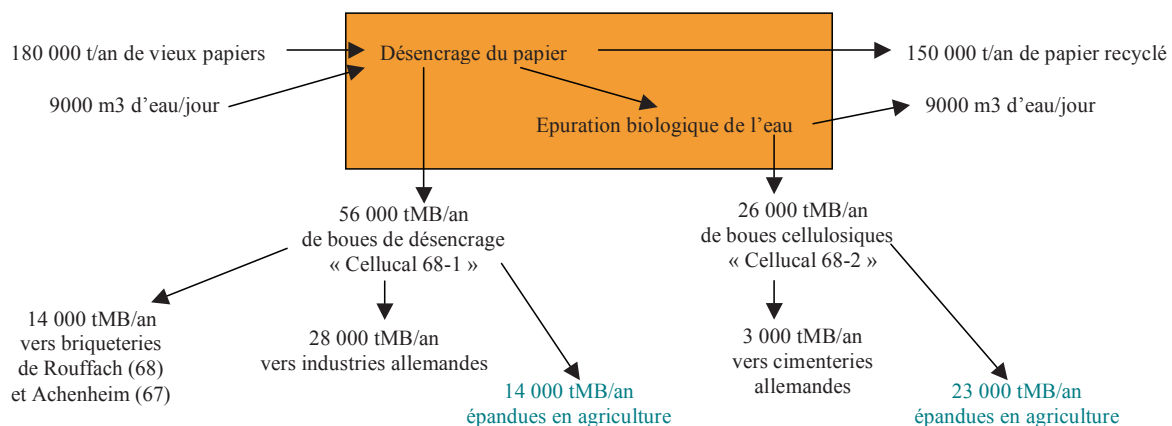 180 000 t/an de vieux papiers
Désencrage du papier
150 000 t/an de papier recyclé
9000 m3 d'eau/jour
Epuration biologique de l'eau
9000 m3 d'eau/jour
56 000 tMB/an
de boues de désencrage
« Cellucal 68-1 »
26 000 tMB/an
de boues cellulosiques
« Cellucal 68-2 »
14 000 tMB/an
vers briqueteries
de Rouffach (68)
et Achenheim (67)
28 000 tMB/an
vers industries allemandes
14 000 tMB/an
épandues en agriculture
3 000 tMB/an
vers cimenteries
allemandes
23 000 tMB/an
épandues en agriculture